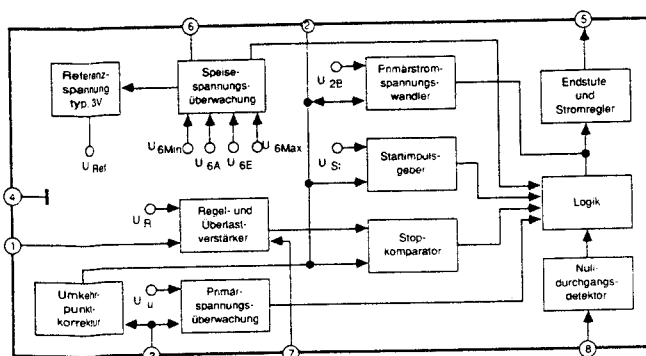 6
2
5
Referenz-
spannung
typ. 3V
Speise-
spannungs-
überwachung
U 2B
Primärstrom-
spannungs-
wandler
Endstufe
und
Stromregler
U Ref
U 6Min
U 6A
U 6E
U 6Max
U St
Startimpuls-
geber
4
U R
Regel- und
Überlast-
verstärker
Logik
1
Stop-
komparator
Umkehr-
punkt-
korrektur
U u
Primär-
spannungs-
überwachung
Null-
durchgangs-
detektor
3
7
8